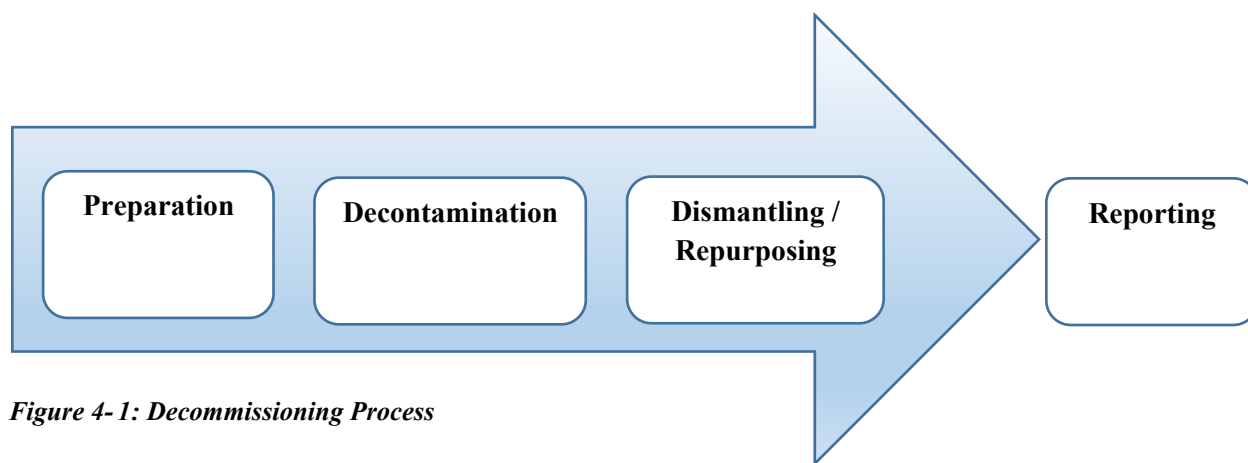 Preparation
Decontamination
Dismantling /
Repurposing
Reporting
Figure 4- 1: Decommissioning Process